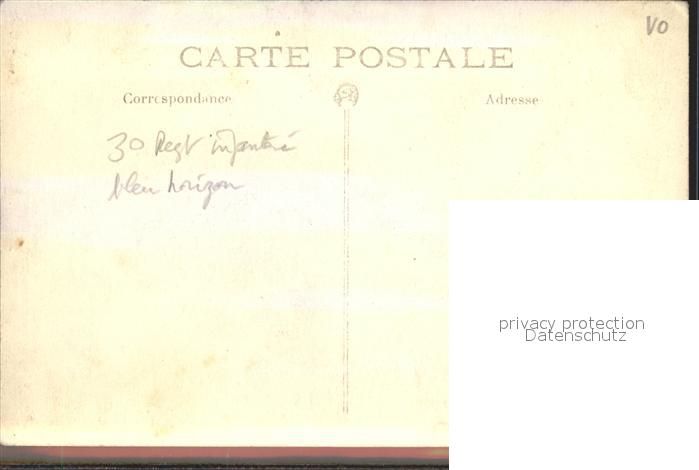 VO
CARTE POSTALE
Correspondance
Adresse
30 Regt infanterie
bleu horizon
privacy protection
Datenschutz